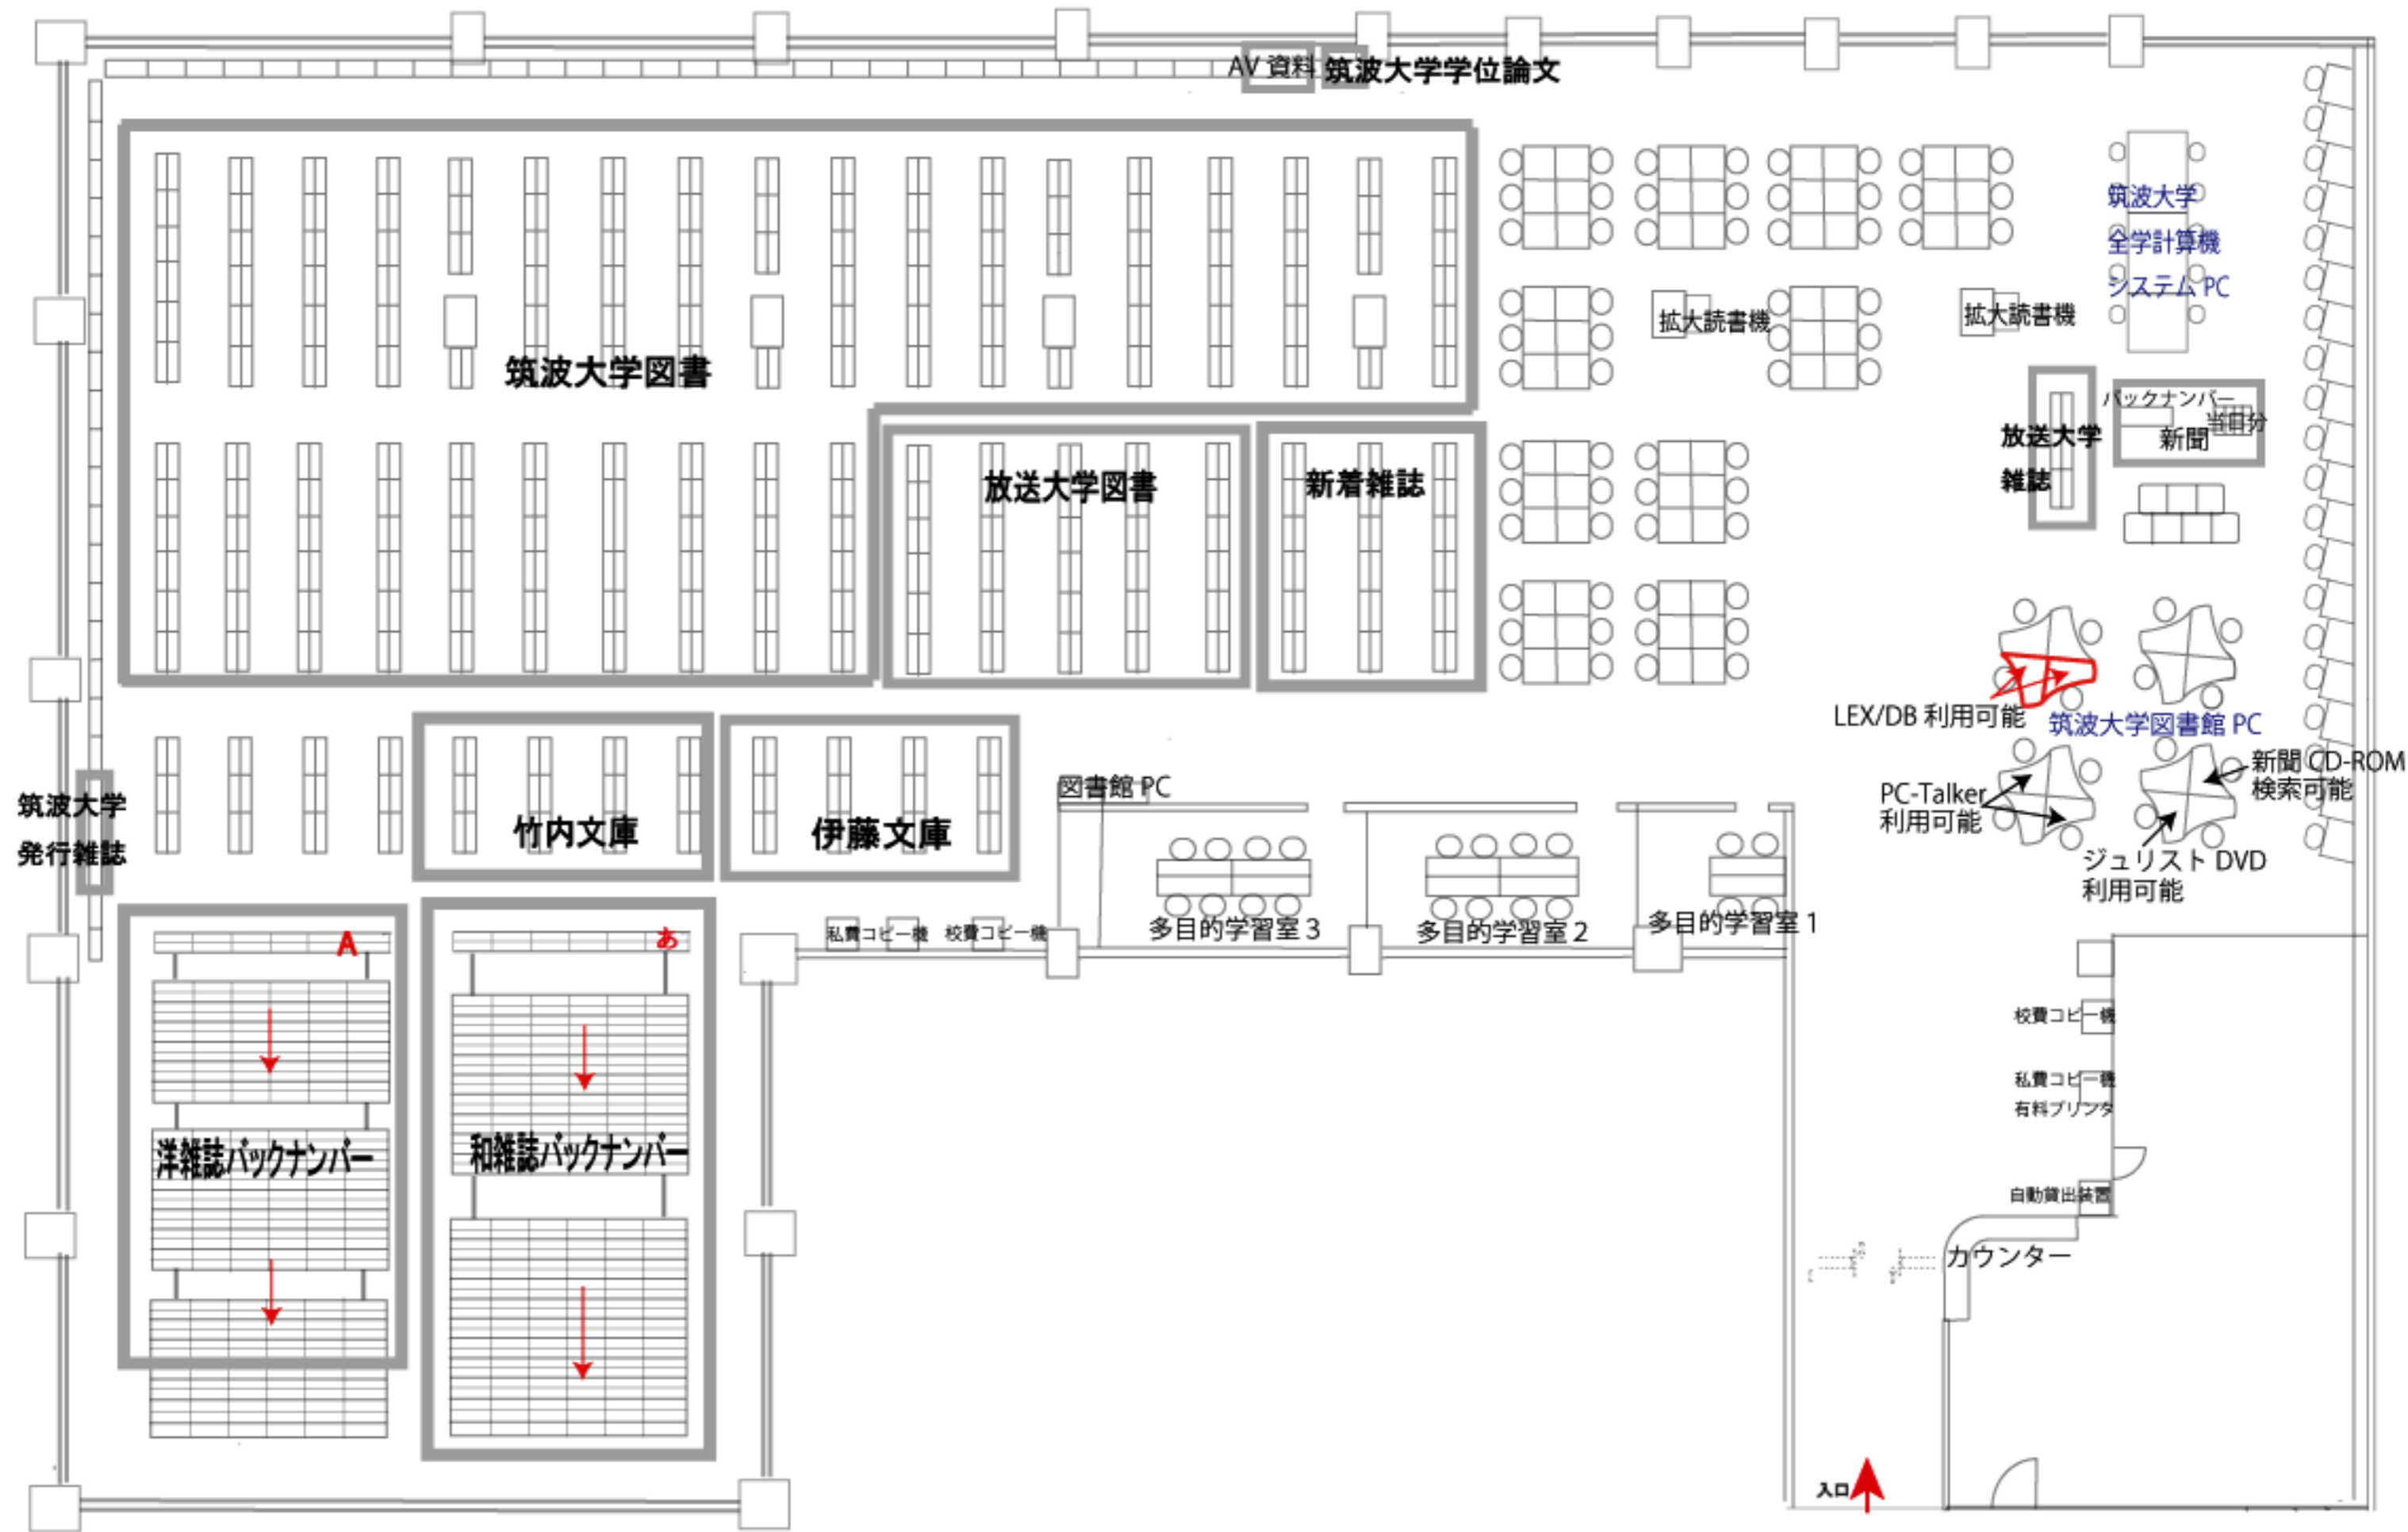 AV 資料
筑波大学学位論文
筑波大学
全学計算機
システム PC
拡大読書機
拡大読書機
筑波大学図書
放送大学図書
新着雑誌
放送大学
雑誌
バックナンバー
当日分
新聞
LEX/DB 利用可能
筑波大学図書館 PC
新聞 CD-ROM
検索可能
PC-Talker
利用可能
ジュリスト DVD
利用可能
筑波大学
発行雑誌
竹内文庫
伊藤文庫
図書館 PC
私費コピー機
校費コピー機
多目的学習室 3
多目的学習室 2
多目的学習室 1
A
あ
洋雑誌バックナンバー
和雑誌バックナンバー
校費コピー機
私費コピー機
有料プリンタ
自動貸出装置
カウンター
入口